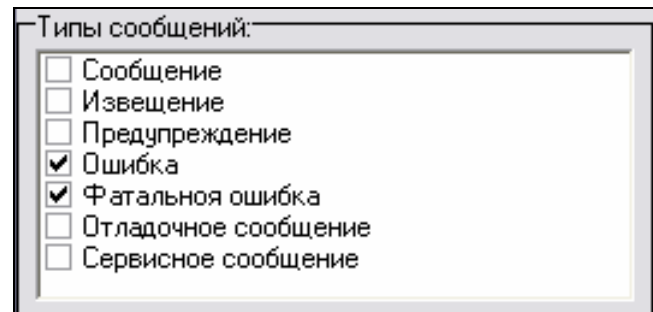 Типы сообщений:
Сообщение
Извещение
Предупреждение
Ошибка
Фатальноя ошибка
Отладочное сообщение
Сервисное сообщение